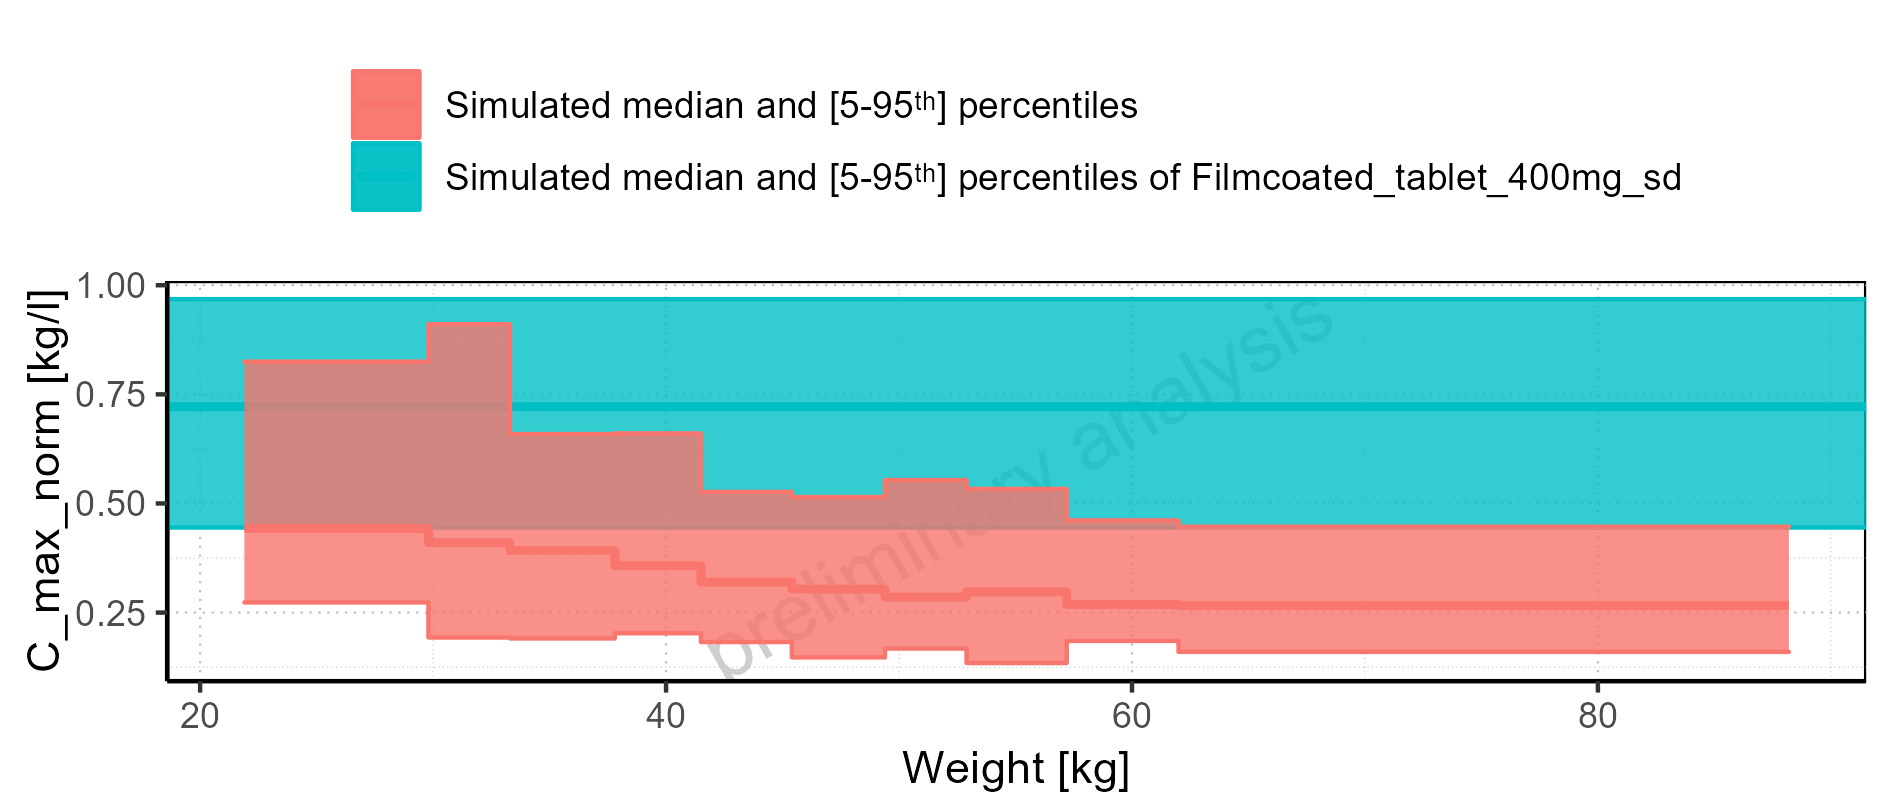 Simulated median and [5-95ᵗʰ] percentiles
Simulated median and [5-95ᵗʰ] percentiles of Filmcoated_tablet_400mg_sd
C_max_norm [kg/l]
1.00
0.75
0.50
0.25
preliminary analysis
20 40 60 80
Weight [kg]